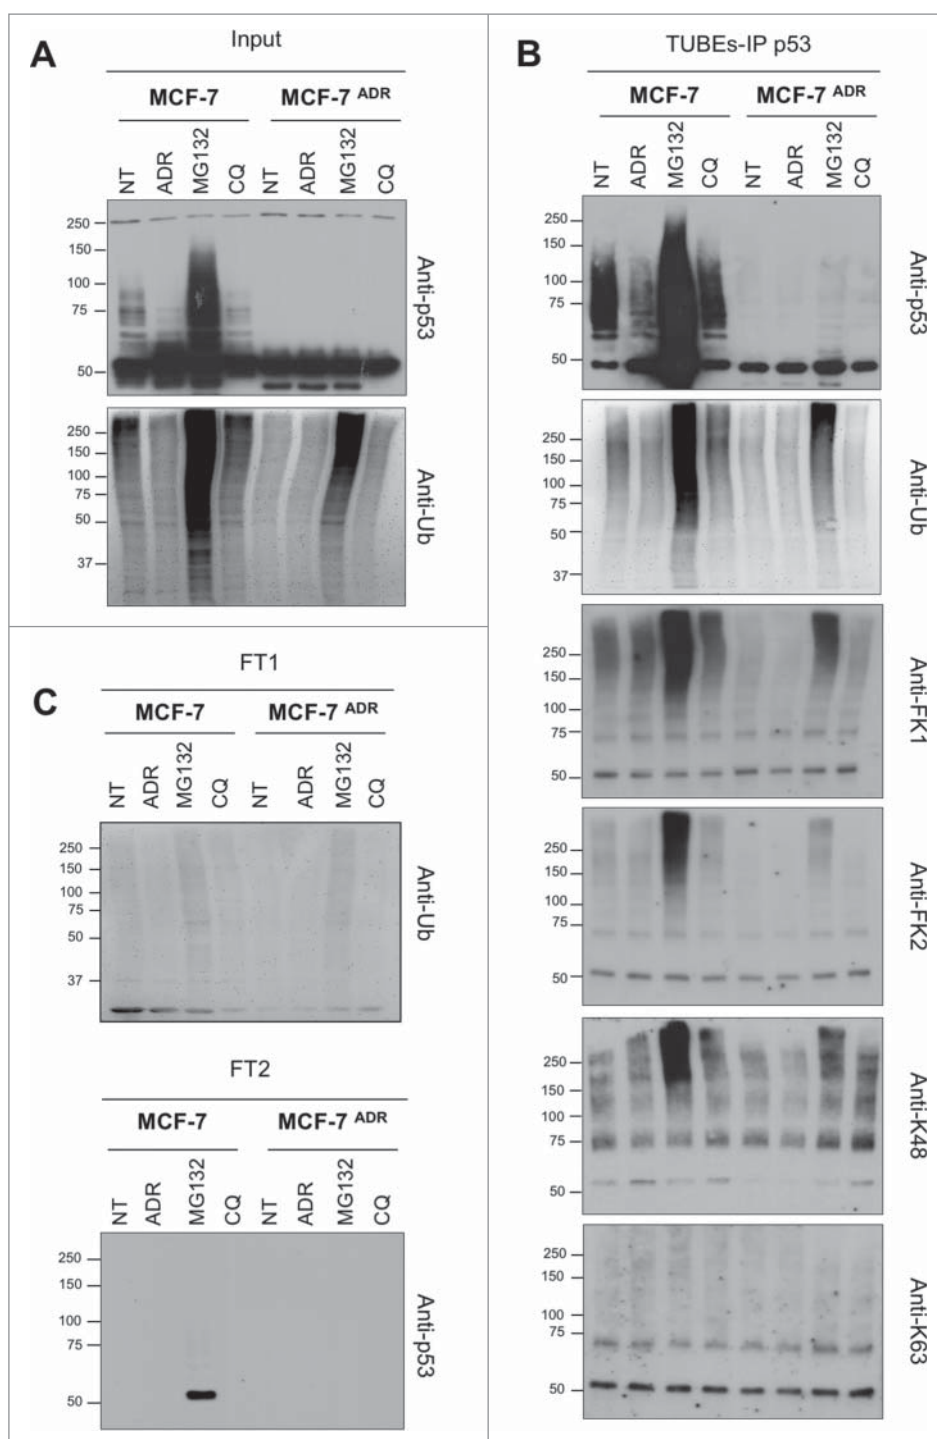 A
Input
MCF-7 MCF-7 ADR
NT ADR MG132 CQ NT ADR MG132 CQ
250
150
100
75
50
Anti-p53
250
150
100
75
50
37
Anti-Ub
B
TUBEs-IP p53
MCF-7 MCF-7 ADR
NT ADR MG132 CQ NT ADR MG132 CQ
250
150
100
75
50
Anti-p53
250
150
100
75
50
37
Anti-Ub
250
150
100
75
50
Anti-FK1
250
150
100
75
50
Anti-FK2
250
150
100
75
50
Anti-K48
250
150
100
75
50
Anti-K63
C
FT1
MCF-7 MCF-7 ADR
NT ADR MG132 CQ NT ADR MG132 CQ
250
150
100
75
50
37
Anti-Ub
FT2
MCF-7 MCF-7 ADR
NT ADR MG132 CQ NT ADR MG132 CQ
250
150
100
75
50
Anti-p53